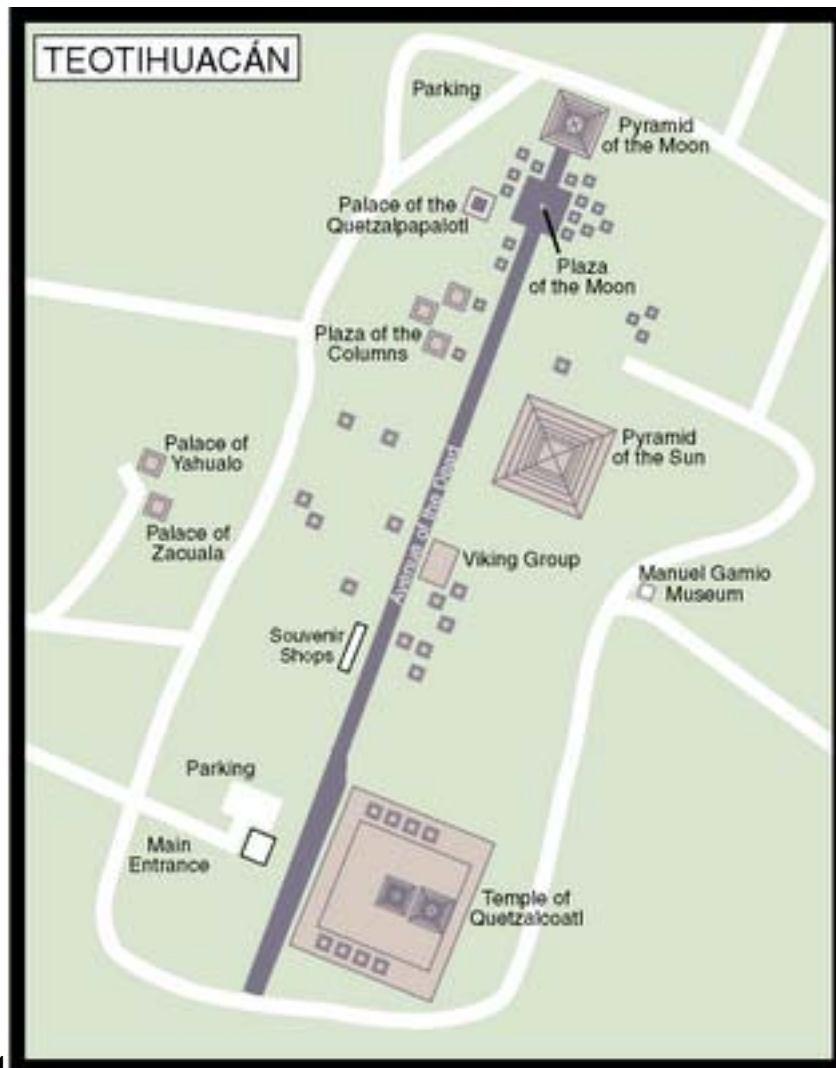 TEOTIHUACÁN
Parking
Pyramid
of the Moon
Palace of the
Quetzalpapalotl
Plaza
of the Moon
Plaza of the
Columns
Palace of
Yahualo
Pyramid
of the Sun
Avenue of the Dead
Palace of
Zacuala
Viking Group
Manuel Gamio
Museum
Souvenir
Shops
Parking
Main
Entrance
Temple of
Quetzalcoatl